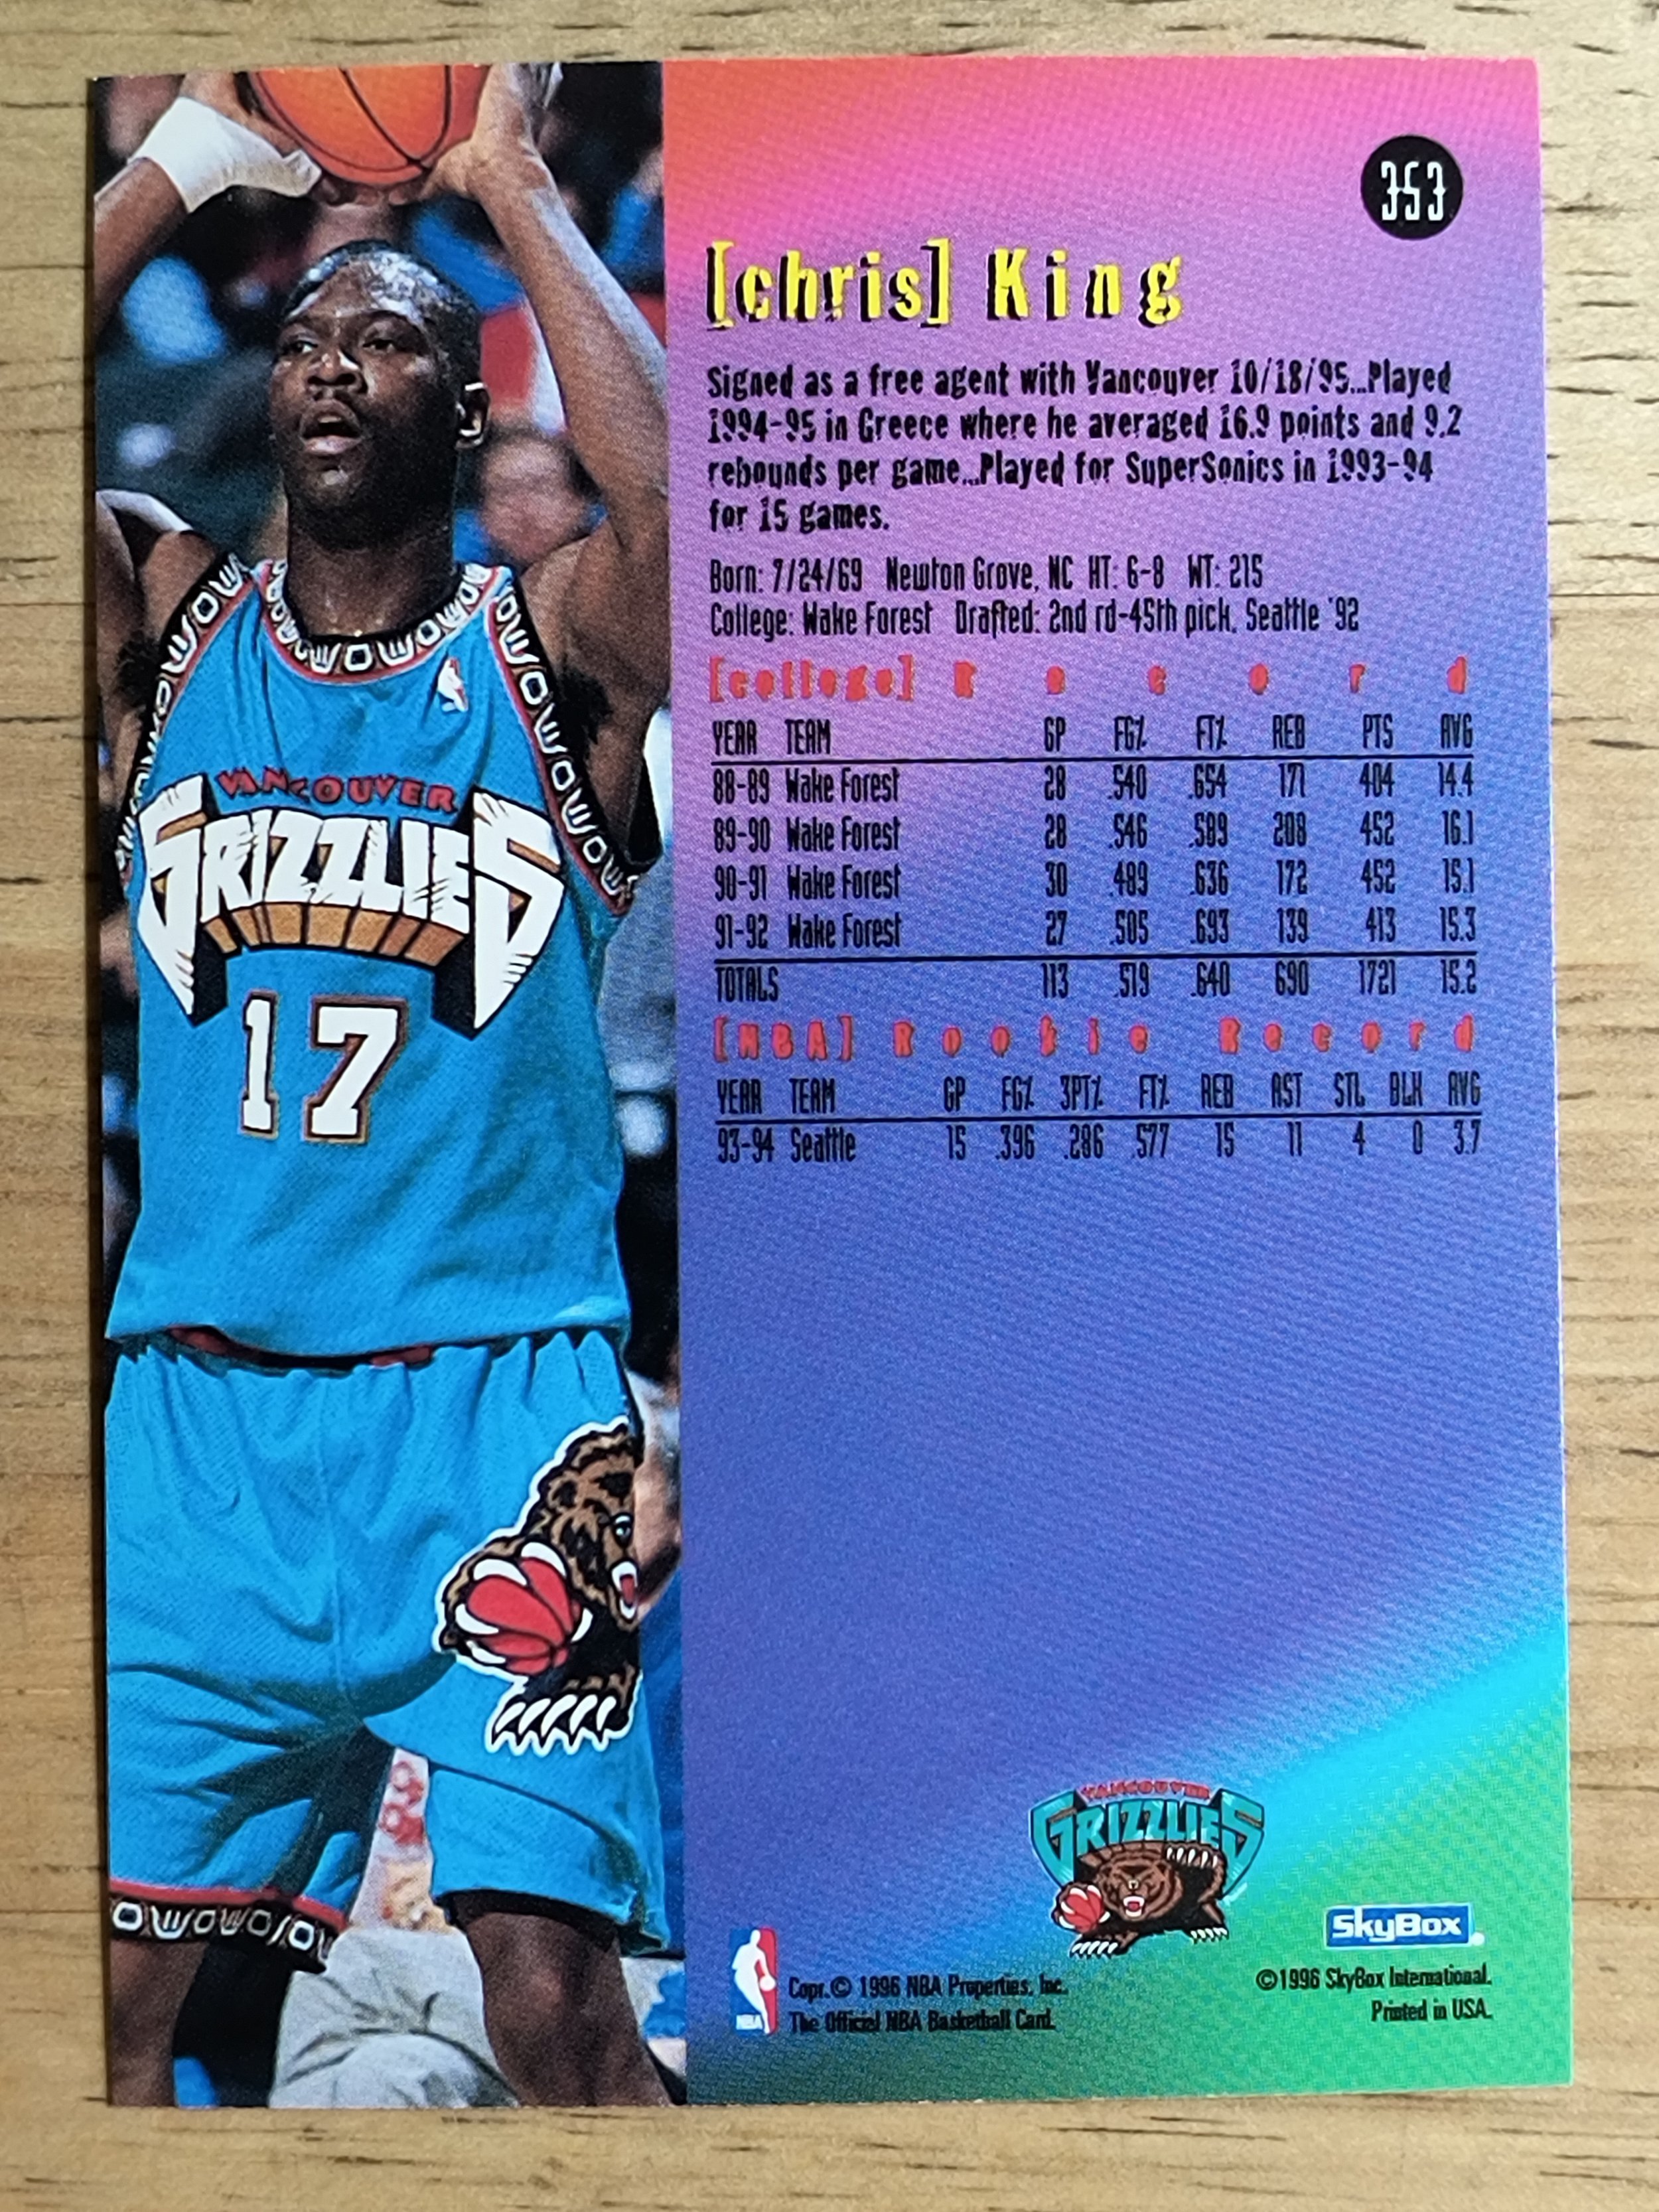 353
[chris] King
Signed as a free agent with Vancouver 10/18/95...Played
1994-95 in Greece where he averaged 16.9 points and 9.2
rebounds per game...Played for SuperSonics in 1993-94
for 15 games.
Born: 7/24/69 Newton Grove, NC HT: 6-8 WT: 215
College: Wake Forest Drafted: 2nd rd-45th pick, Seattle '92
[college] Record
YEAR TEAM GP FG% FT% REB PTS AVG
88-89 Wake Forest 28 .540 .654 171 404 14.4
89-90 Wake Forest 28 .546 .589 208 452 16.1
90-91 Wake Forest 30 .489 .636 172 452 15.1
91-92 Wake Forest 27 .505 .693 139 413 15.3
TOTALS 113 .519 .640 690 1721 15.2
[NBA] Rookie Record
YEAR TEAM GP FG% 3PT% FT% REB AST STL BLK AVG
93-94 Seattle 15 .396 .286 .577 15 11 4 0 3.7
VANCOUVER
GRIZZLIES
17
VANCOUVER
GRIZZLIES
SkyBox
NBA
Copr.© 1996 NBA Properties, Inc.
The Official NBA Basketball Card.
©1996 SkyBox International.
Printed in USA.